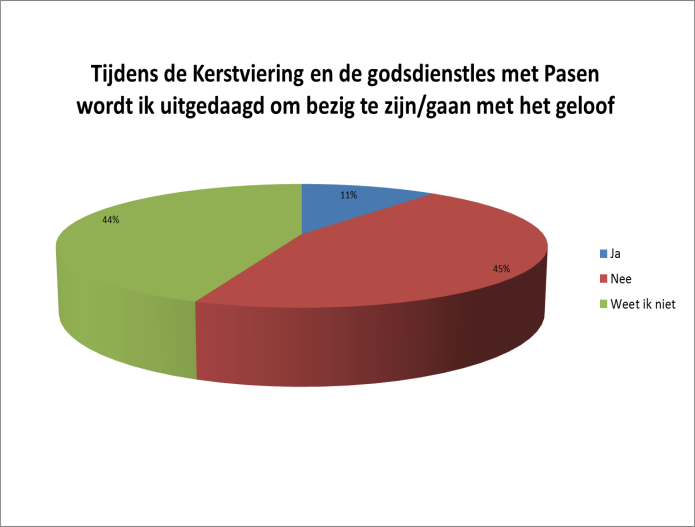 Tijdens de Kerstviering en de godsdienstles met Pasen
wordt ik uitgedaagd om bezig te zijn/gaan met het geloof
11%
44%
45%
Ja
Nee
Weet ik niet